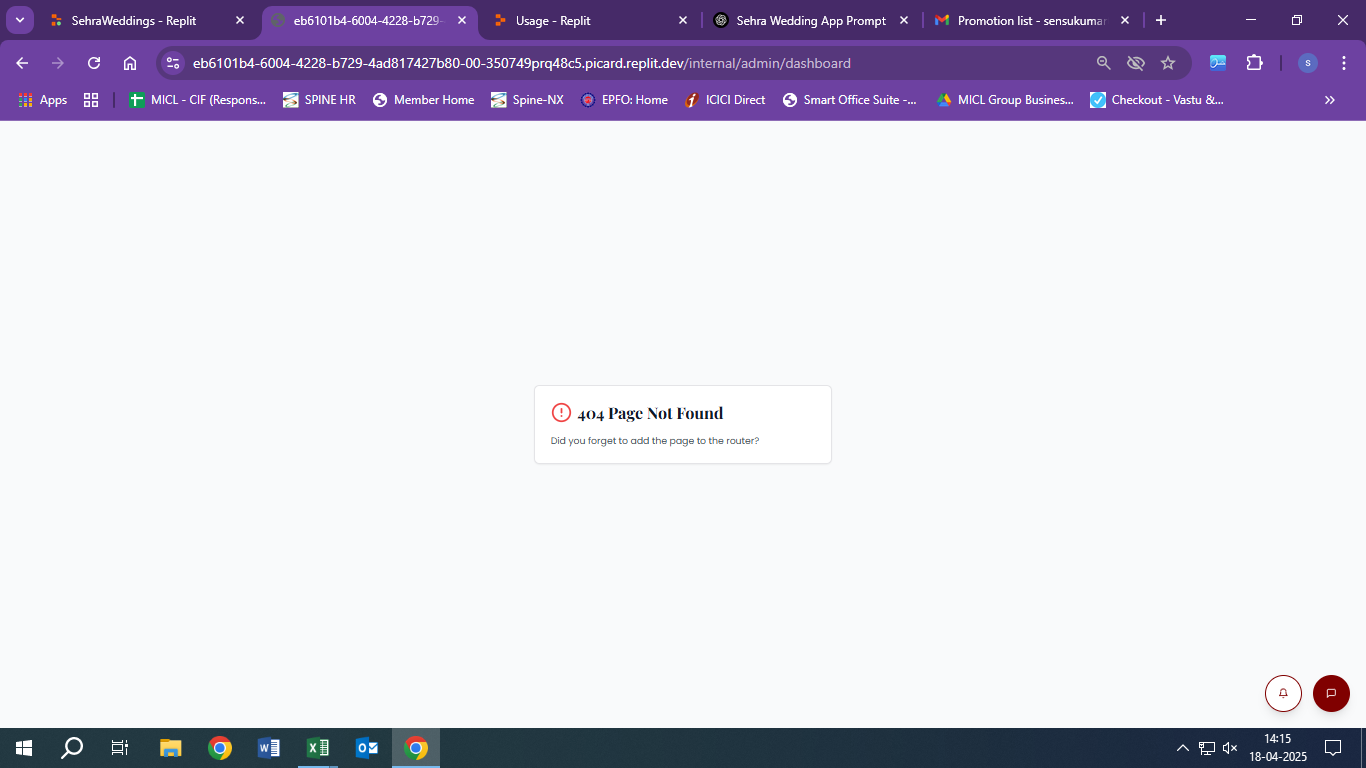 SehraWeddings - Replit
eb6101b4-6004-4228-b729-
Usage - Replit
Sehra Wedding App Prompt
Promotion list - sensukumar
eb6101b4-6004-4228-b729-4ad817427b80-00-350749prq48c5.picard.replit.dev/internal/admin/dashboard
S
Apps
MICL - CIF (Respons...
SPINE HR
Member Home
Spine-NX
EPFO: Home
ICICI Direct
Smart Office Suite -...
MICL Group Busines...
Checkout - Vastu &...
404 Page Not Found
Did you forget to add the page to the router?
14:15
18-04-2025